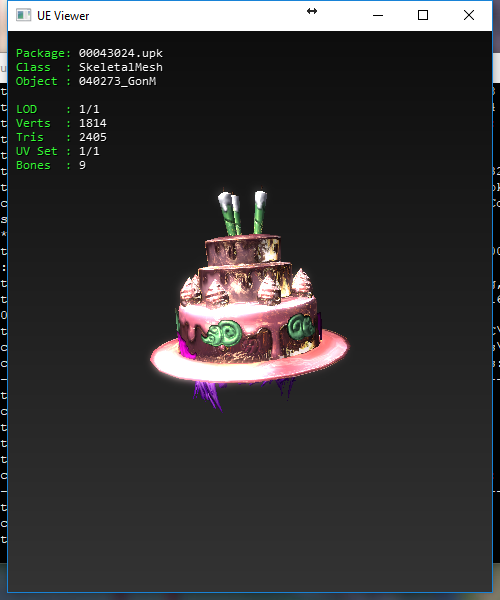 UE Viewer
Package: 00043024.upk
Class : SkeletalMesh
Object : 040273_GonM
LOD : 1/1
Verts : 1814
Tris : 2405
UV Set : 1/1
Bones : 9